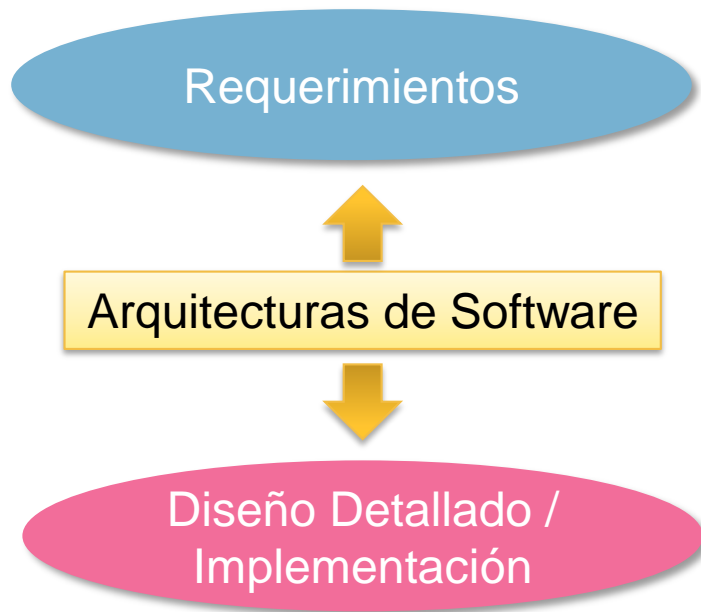 Requerimientos
Arquitecturas de Software
Diseño Detallado /
Implementación